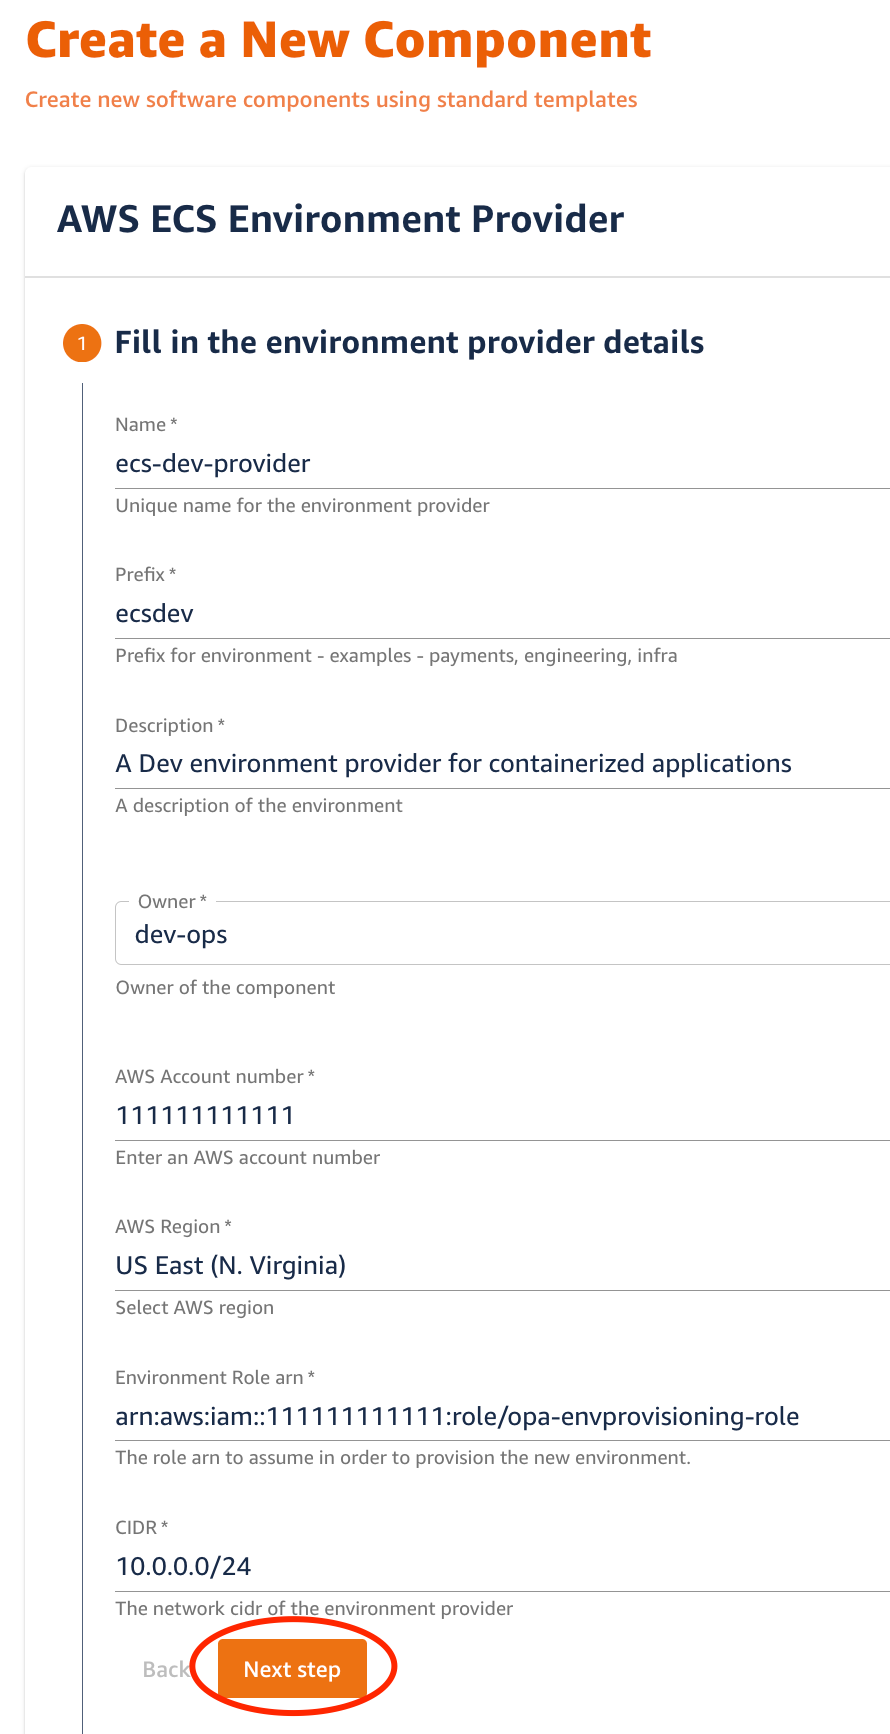 Create a New Component
Create new software components using standard templates
AWS ECS Environment Provider
1 Fill in the environment provider details
Name *
ecs-dev-provider
Unique name for the environment provider
Prefix *
ecsdev
Prefix for environment - examples - payments, engineering, infra
Description *
A Dev environment provider for containerized applications
A description of the environment
Owner *
dev-ops
Owner of the component
AWS Account number *
111111111111
Enter an AWS account number
AWS Region *
US East (N. Virginia)
Select AWS region
Environment Role arn *
arn:aws:iam::111111111111:role/opa-envprovisioning-role
The role arn to assume in order to provision the new environment.
CIDR *
10.0.0.0/24
The network cidr of the environment provider
Back Next step